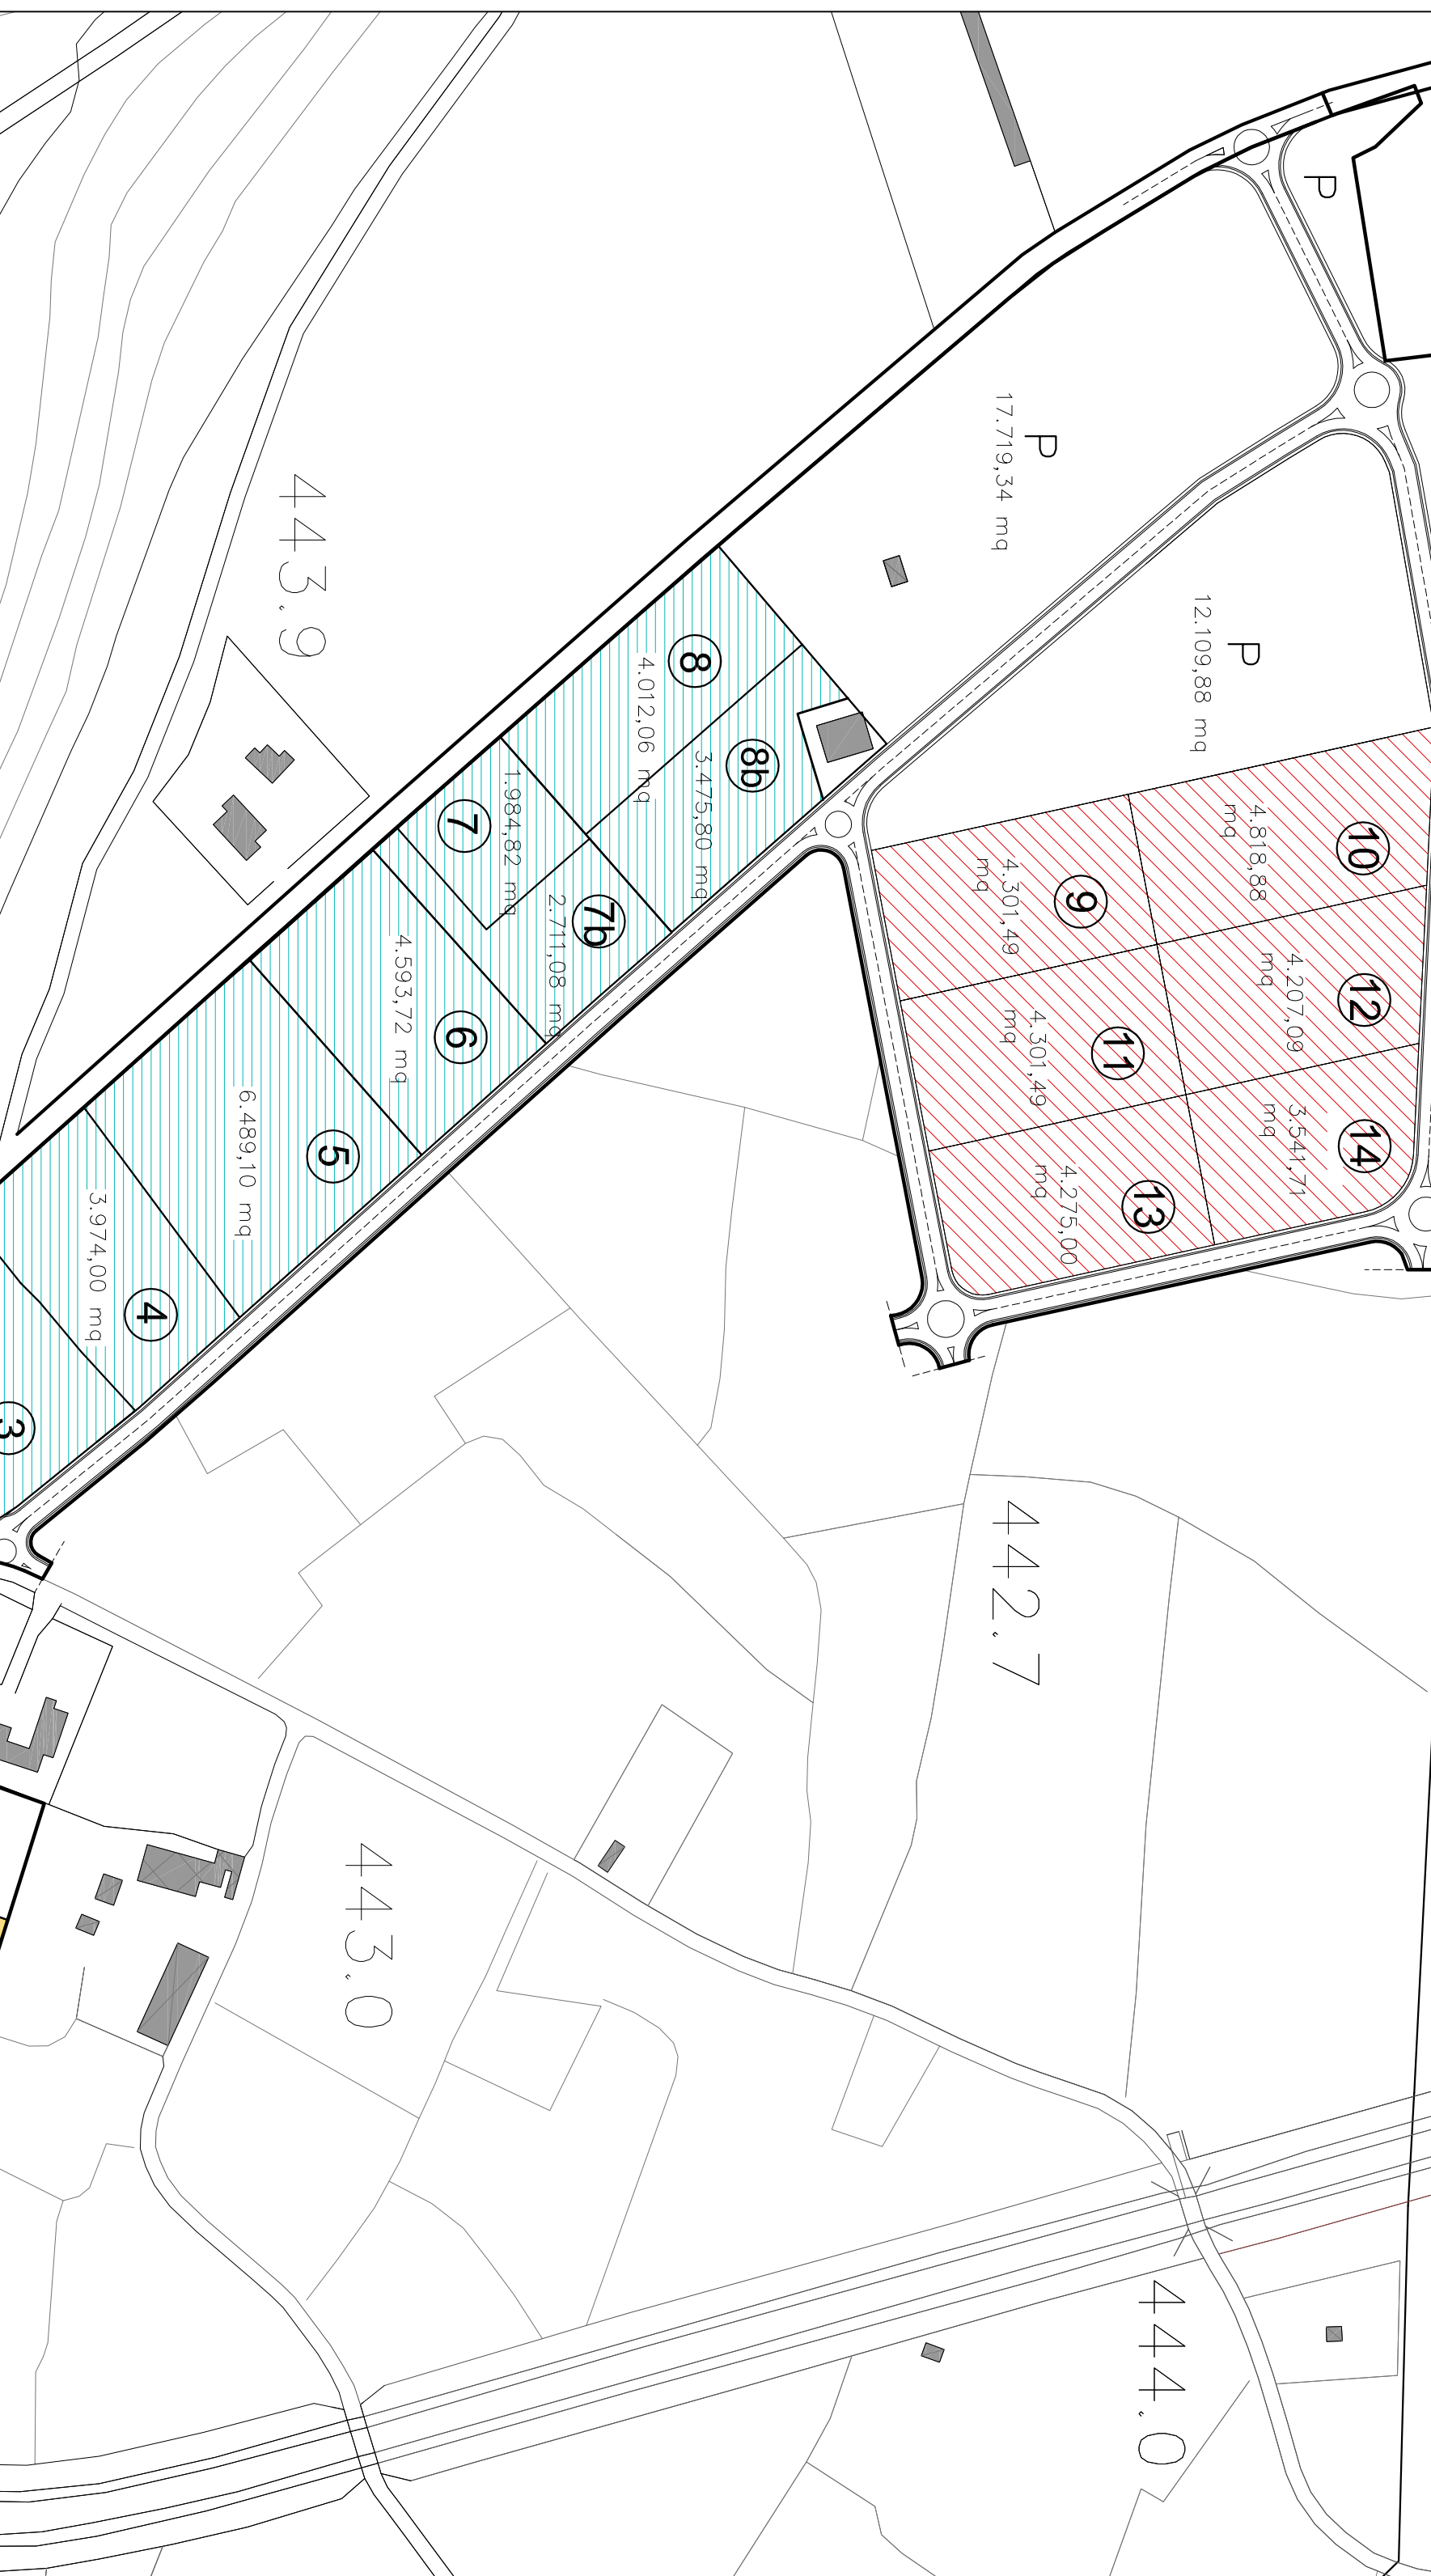 P
P
17.719,34 mq
P
12.109,88 mq
10
4.818,88
mq
9
4.301,49
mq
12
4.207,09
mq
11
4.301,49
mq
14
3.541,71
mq
13
4.275,00
mq
8
4.012,06 mq
8b
3.475,80 mq
7
1.984,82 mq
7b
2.711,08 mq
6
4.593,72 mq
5
6.489,10 mq
4
3.974,00 mq
3
443.9
442.7
443.0
444.0